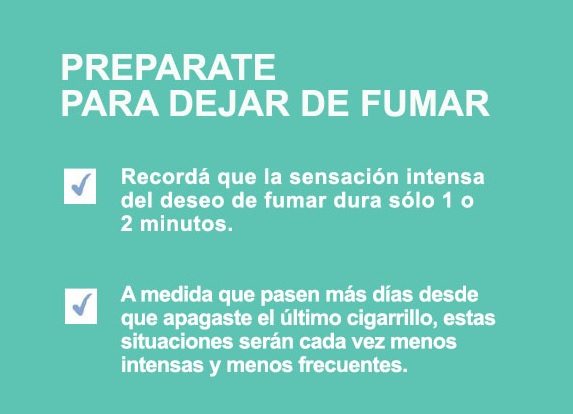 PREPARATE
PARA DEJAR DE FUMAR
Recordá que la sensación intensa
del deseo de fumar dura sólo 1 o
2 minutos.
A medida que pasen más días desde
que apagaste el último cigarrillo, estas
situaciones serán cada vez menos
intensas y menos frecuentes.